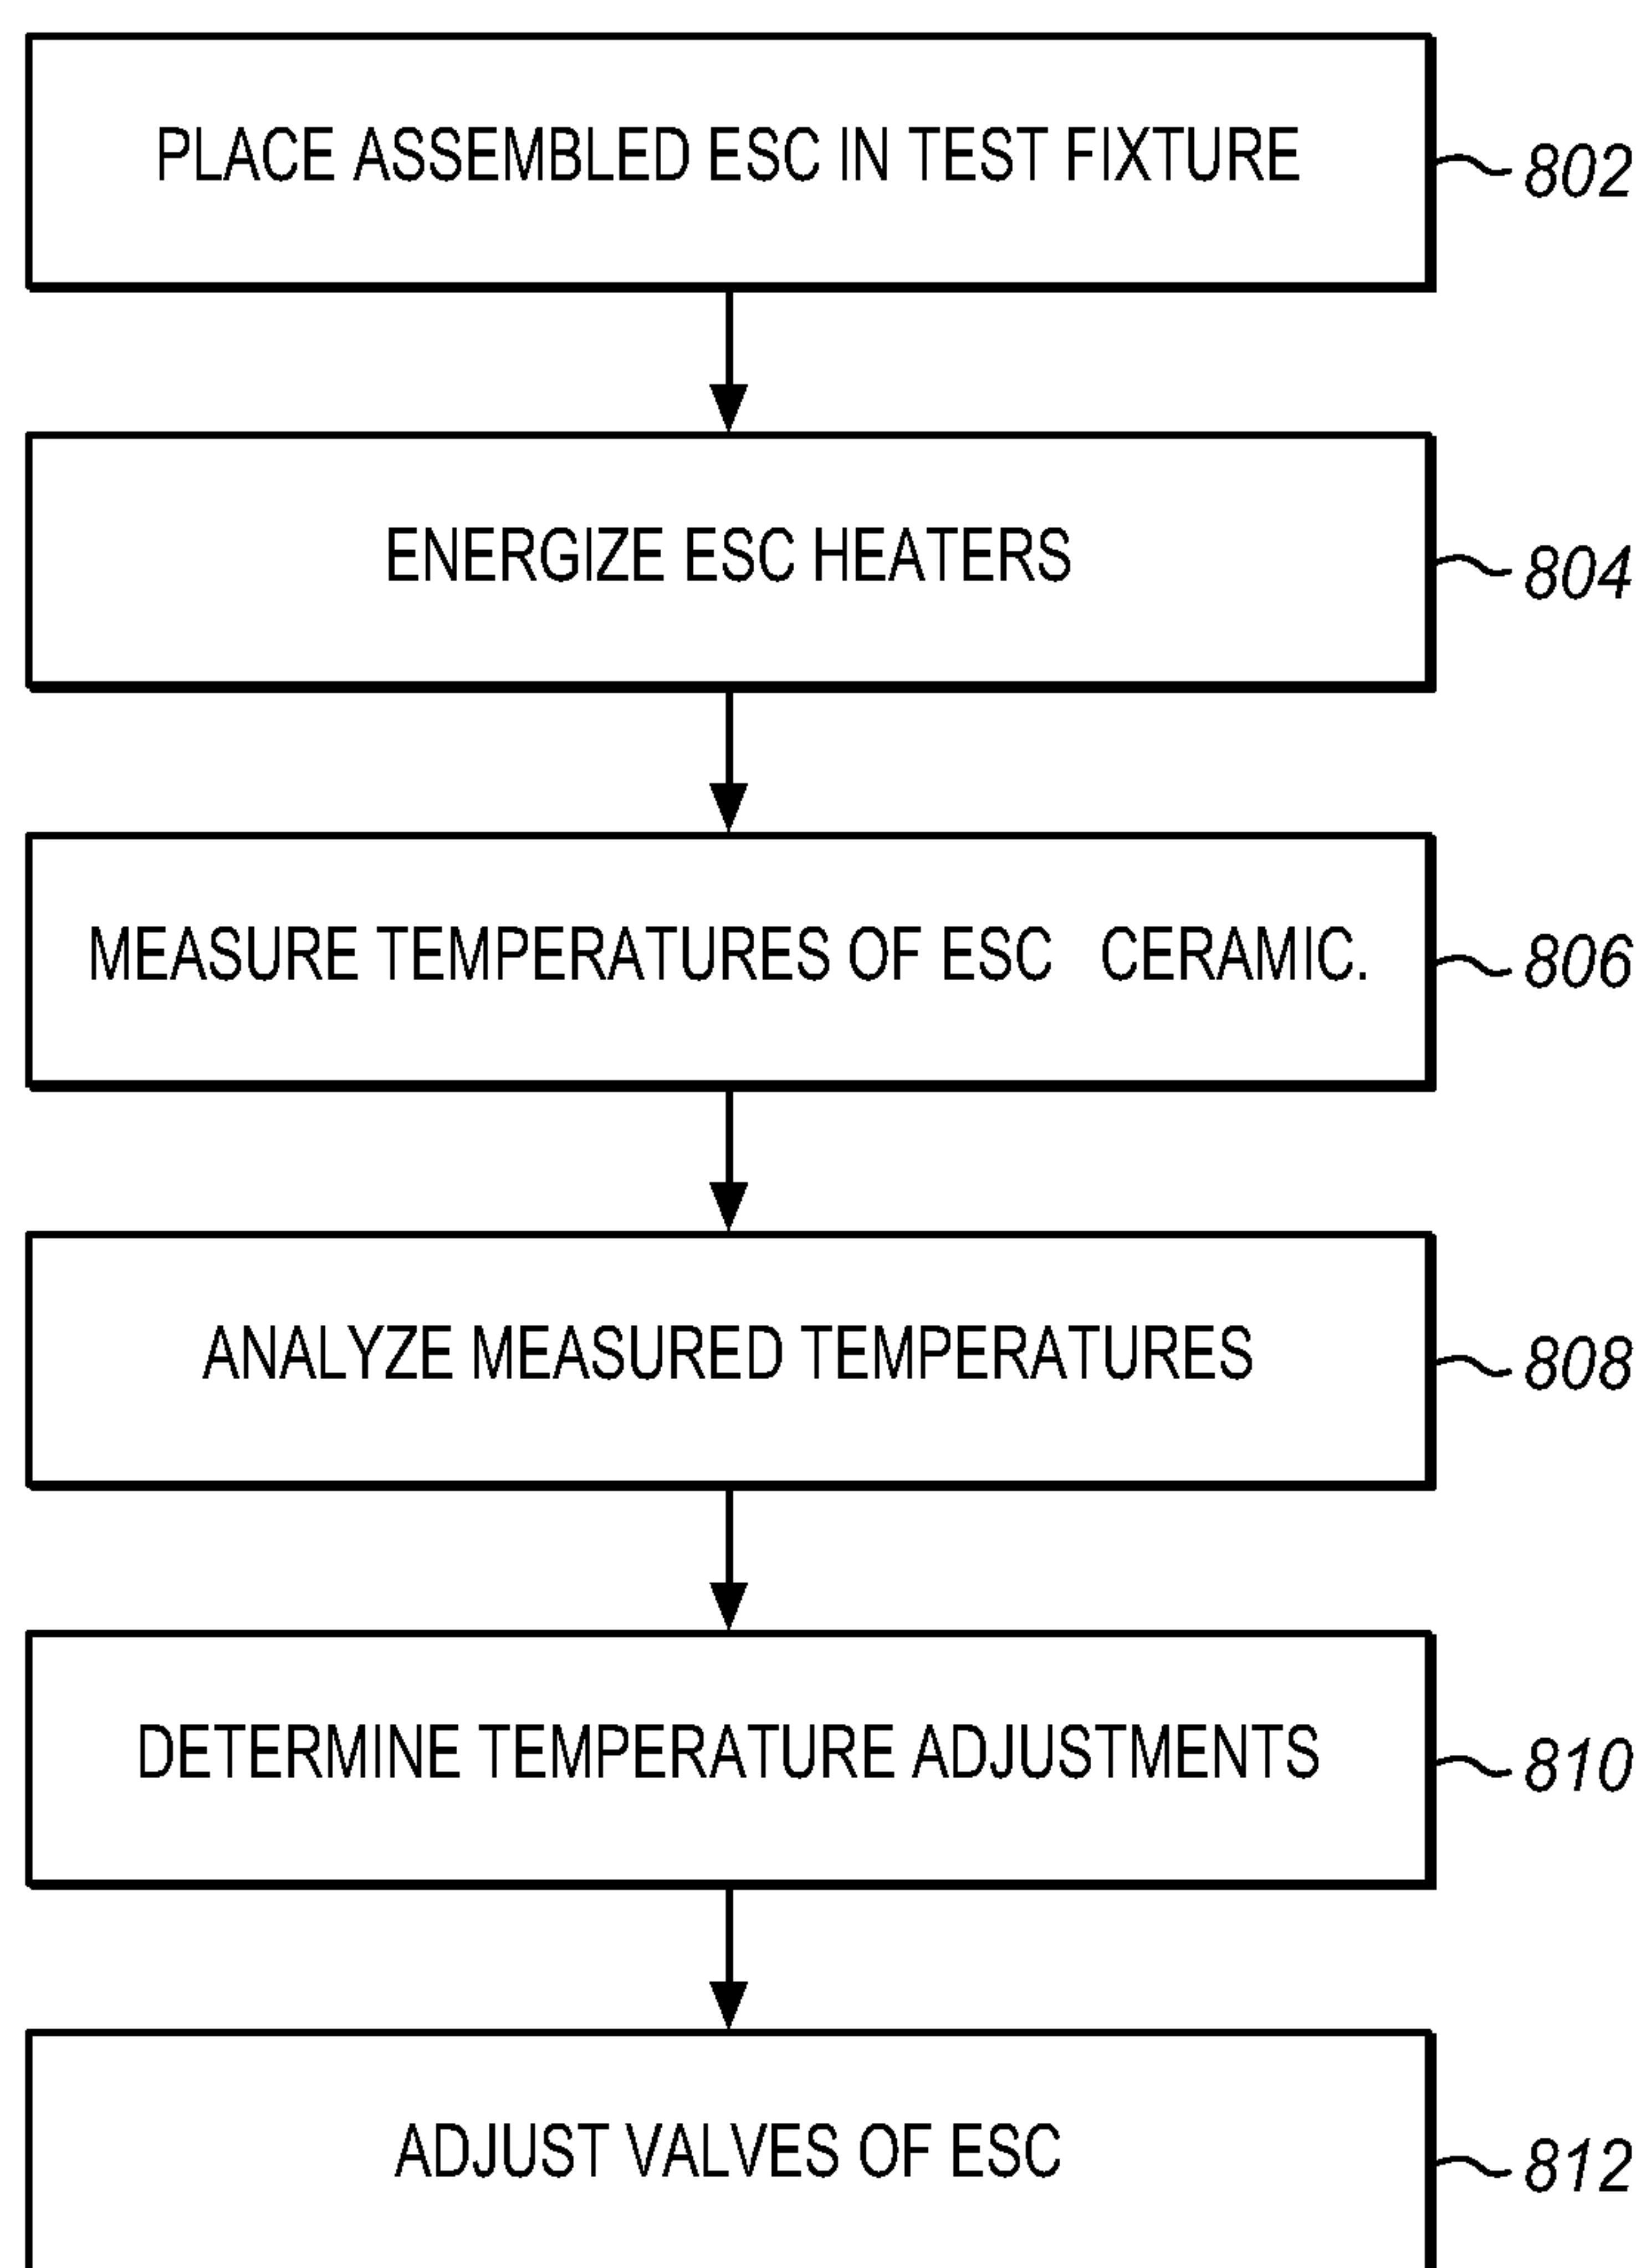 PLACE ASSEMBLED ESC IN TEST FIXTURE
802
ENERGIZE ESC HEATERS
804
MEASURE TEMPERATURES OF ESC CERAMIC.
806
ANALYZE MEASURED TEMPERATURES
808
DETERMINE TEMPERATURE ADJUSTMENTS
810
ADJUST VALVES OF ESC
812